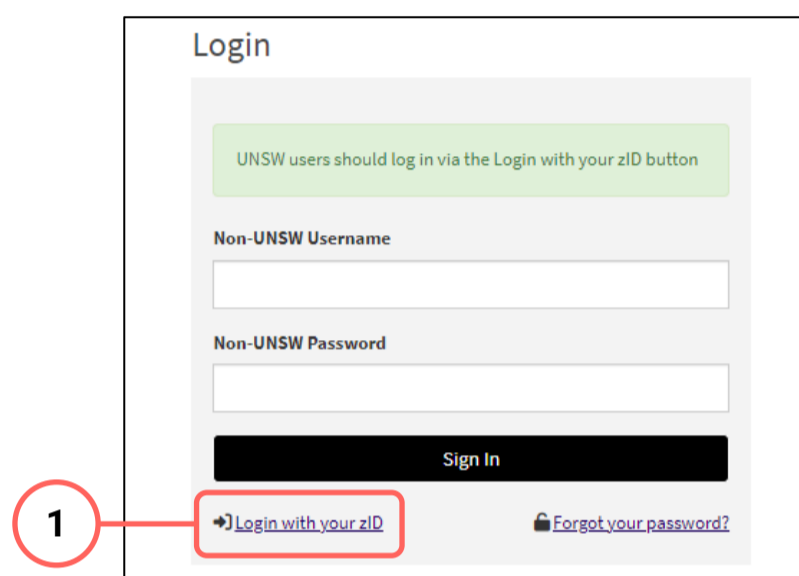 Login
UNSW users should log in via the Login with your zID button
Non-UNSW Username
Non-UNSW Password
Sign In
1
Login with your zID
Forgot your password?